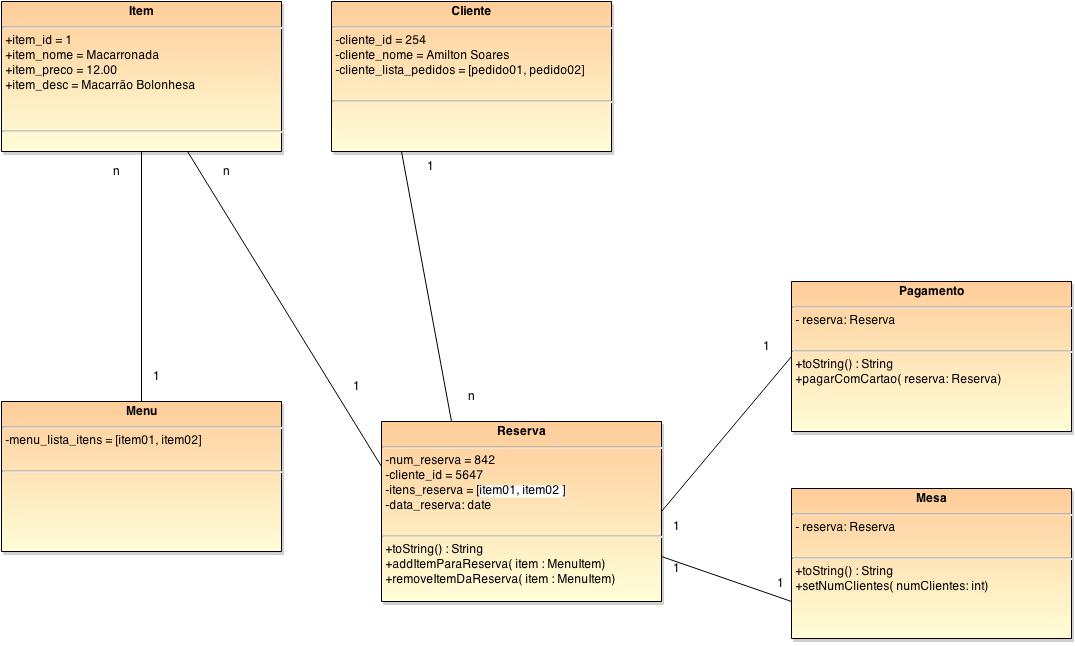 Item
+item_id = 1
+item_nome = Macarronada
+item_preco = 12.00
+item_desc = Macarrão Bolonhesa
Cliente
-cliente_id = 254
-cliente_nome = Amilton Soares
-cliente_lista_pedidos = [pedido01, pedido02]
n
n
1
1
1
n
1
1
1
1
Menu
-menu_lista_itens = [item01, item02]
Reserva
-num_reserva = 842
-cliente_id = 5647
-itens_reserva = [item01, item02 ]
-data_reserva: date
+toString() : String
+addItemParaReserva( item : MenuItem)
+removeItemDaReserva( item : MenuItem)
Pagamento
- reserva: Reserva
+toString() : String
+pagarComCartao( reserva: Reserva)
Mesa
- reserva: Reserva
+toString() : String
+setNumClientes( numClientes: int)